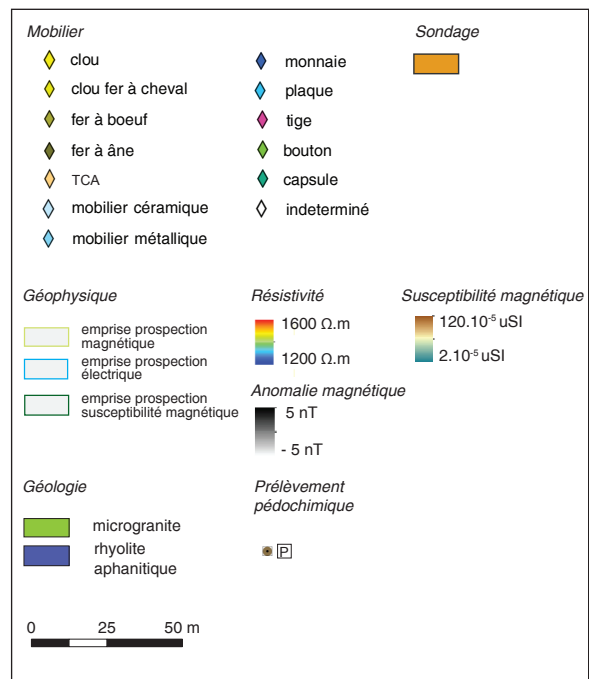 Mobilier
clou
clou fer à cheval
fer à boeuf
fer à âne
TCA
mobilier céramique
mobilier métallique
monnaie
plaque
tige
bouton
capsule
indeterminé
Sondage
Géophysique
emprise prospection
magnétique
emprise prospection
électrique
emprise prospection
susceptibilité magnétique
Résistivité
1600 Ω.m
1200 Ω.m
Anomalie magnétique
5 nT
- 5 nT
Susceptibilité magnétique
120.10⁻⁵ uSI
2.10⁻⁵ uSI
Géologie
microgranite
rhyolite
aphanitique
Prélèvement
pédochimique
P
0 25 50 m